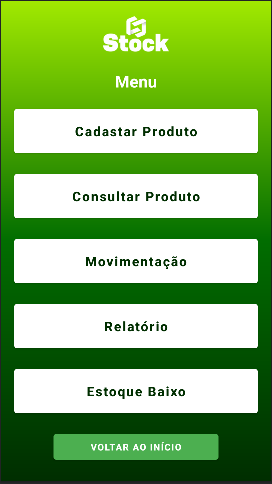 Stock
Menu
Cadastar Produto
Consultar Produto
Movimentação
Relatório
Estoque Baixo
VOLTAR AO INÍCIO